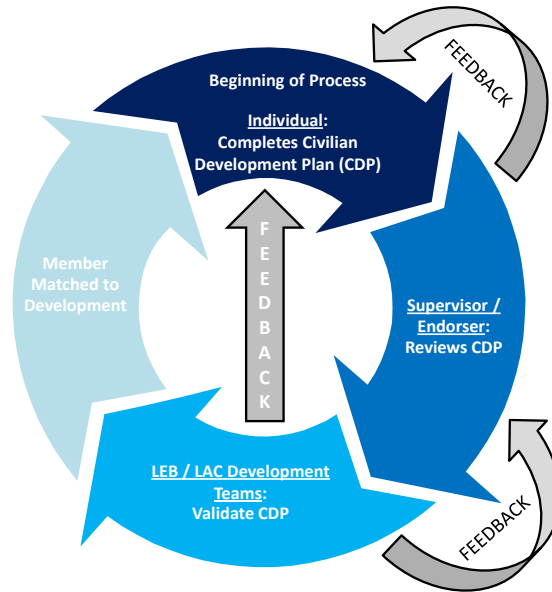 Beginning of Process
Individual:
Completes Civilian
Development Plan (CDP)
FEEDBACK
Supervisor /
Endorser:
Reviews CDP
FEEDBACK
LEB / LAC Development
Teams:
Validate CDP
FEEDBACK
Member
Matched to
Development